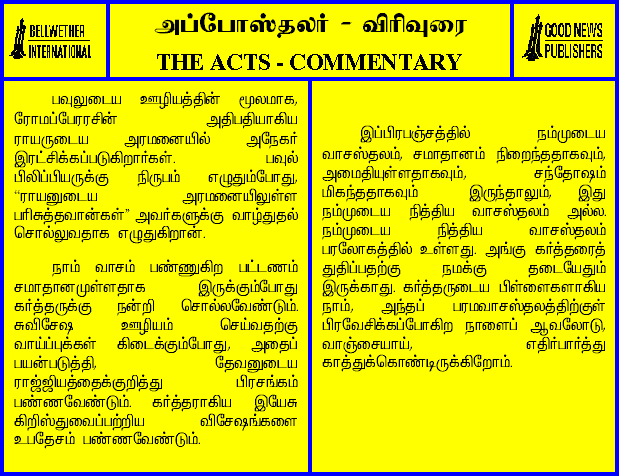 BELLWETHER
INTERNATIONAL
அப்போஸ்தலர் - விரிவுரை
THE ACTS - COMMENTARY
GOOD NEWS
PUBLISHERS
பவுலுடைய ஊழியத்தின் மூலமாக,
ரோமப்பேரரசின் அதிபதியாகிய
ராயருடைய அரமனையில் அநேகர்
இரட்சிக்கப்படுகிறார்கள். பவுல்
பிலிப்பியருக்கு நிருபம் எழுதும்போது,
“ராயனுடைய அரமனையிலுள்ள
பரிசுத்தவான்கள்” அவர்களுக்கு வாழ்துதல்
சொல்லுவதாக எழுதுகிறான்.
நாம் வாசம் பண்ணுகிற பட்டணம்
சமாதானமுள்ளதாக இருக்கும்போது
கர்த்தருக்கு நன்றி சொல்லவேண்டும்.
சுவிசேஷ ஊழியம் செய்வதற்கு
வாய்ப்புக்கள் கிடைக்கும்போது, அதைப்
பயன்படுத்தி, தேவனுடைய
ராஜ்ஜியத்தைக்குறித்து பிரசங்கம்
பண்ணவேண்டும். கர்த்தராகிய இயேசு
கிறிஸ்துவைப்பற்றிய விசேஷங்களை
உபதேசம் பண்ணவேண்டும்.
இப்பிரபஞ்சத்தில் நம்முடைய
வாசஸ்தலம், சமாதானம் நிறைந்ததாகவும்,
அமைதியுள்ளதாகவும், சந்தோஷம்
மிகந்ததாகவும் இருந்தாலும், இது
நம்முடைய நித்திய வாசஸ்தலம் அல்ல.
நம்முடைய நித்திய வாசஸ்தலம்
பரலோகத்தில் உள்ளது. அங்கு கர்த்தரைத்
துதிப்பதற்கு நமக்கு தடையேதும்
இருக்காது. கர்த்தருடைய பிள்ளைகளாகிய
நாம், அந்தப் பரமவாசஸ்தலத்திற்குள்
பிரவேசிக்கப்போகிற நாளைப் ஆவலோடு,
வாஞ்சையாய், எதிர்பார்த்து
காத்துக்கொண்டிருக்கிறோம்.